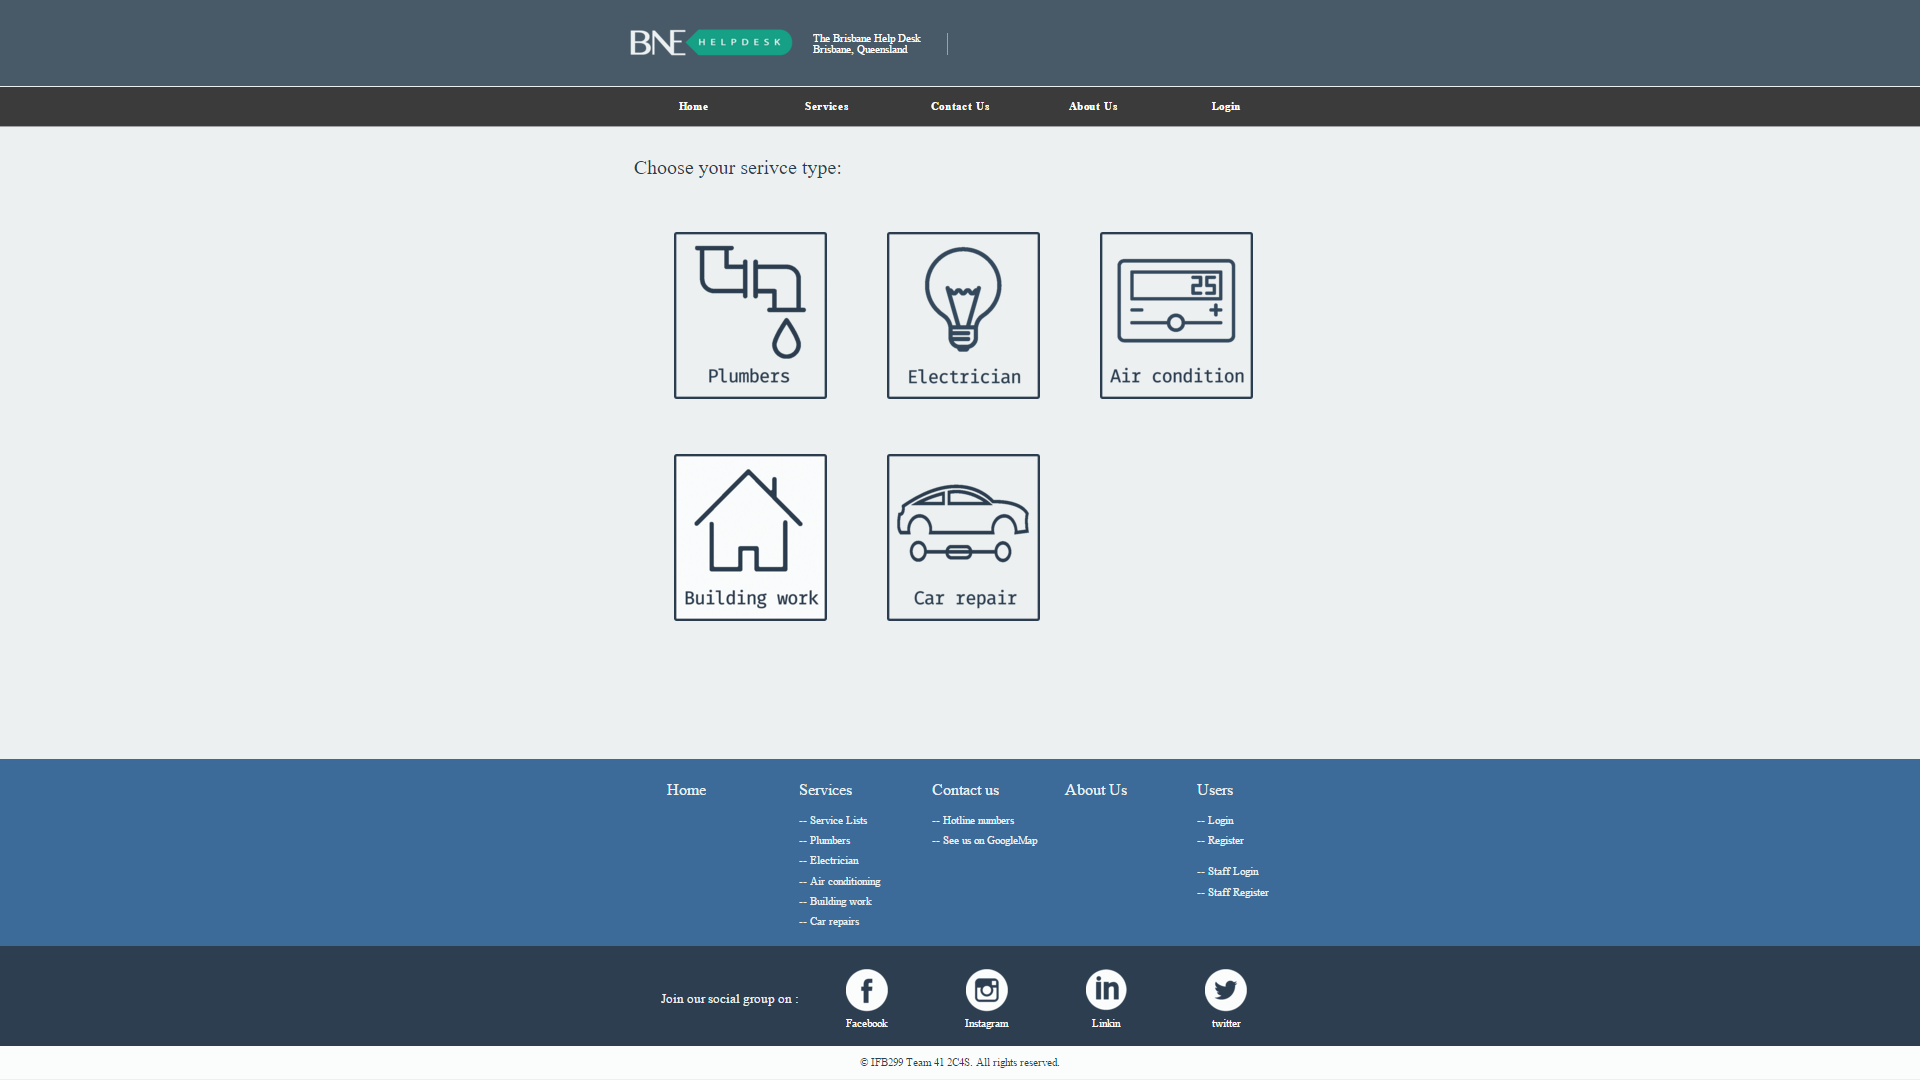 BNE HELPDESK
The Brisbane Help Desk
Brisbane, Queensland
Home
Services
Contact Us
About Us
Login
Choose your serivce type:
Plumbers
Electrician
25
Air condition
Building work
Car repair
Home
Services
-- Service Lists
-- Plumbers
-- Electrician
-- Air conditioning
-- Building work
-- Car repairs
Contact us
-- Hotline numbers
-- See us on GoogleMap
About Us
Users
-- Login
-- Register
-- Staff Login
-- Staff Register
Join our social group on :
Facebook
Instagram
in
Linkin
twitter
© IFB299 Team 41 2C4S. All rights reserved.